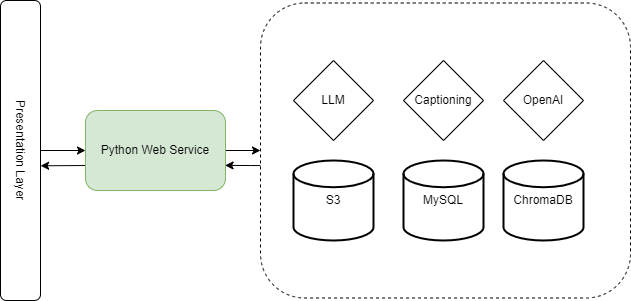 Presentation Layer
Python Web Service
LLM
Captioning
OpenAI
S3
MySQL
ChromaDB